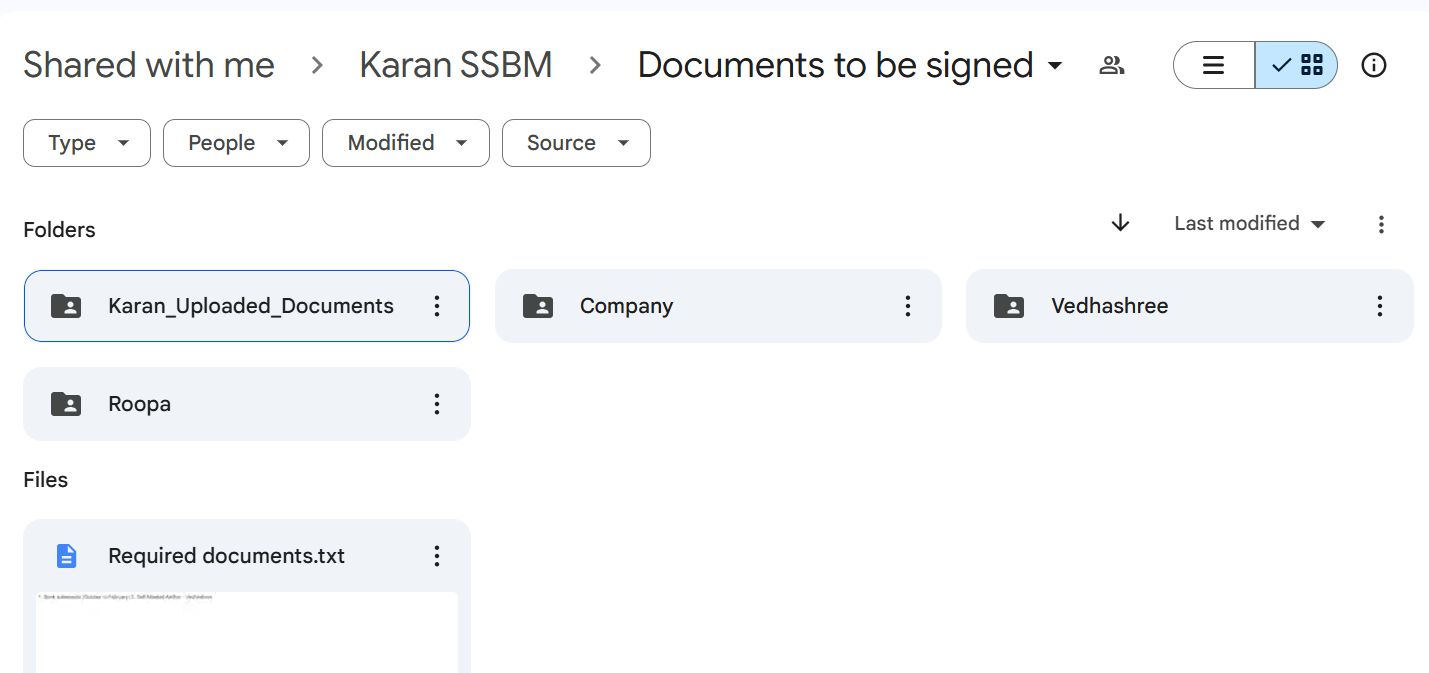 Shared with me > Karan SSBM > Documents to be signed
Type People Modified Source
Folders
Last modified
Karan_Uploaded_Documents
Company
Vedhashree
Roopa
Files
Required documents.txt